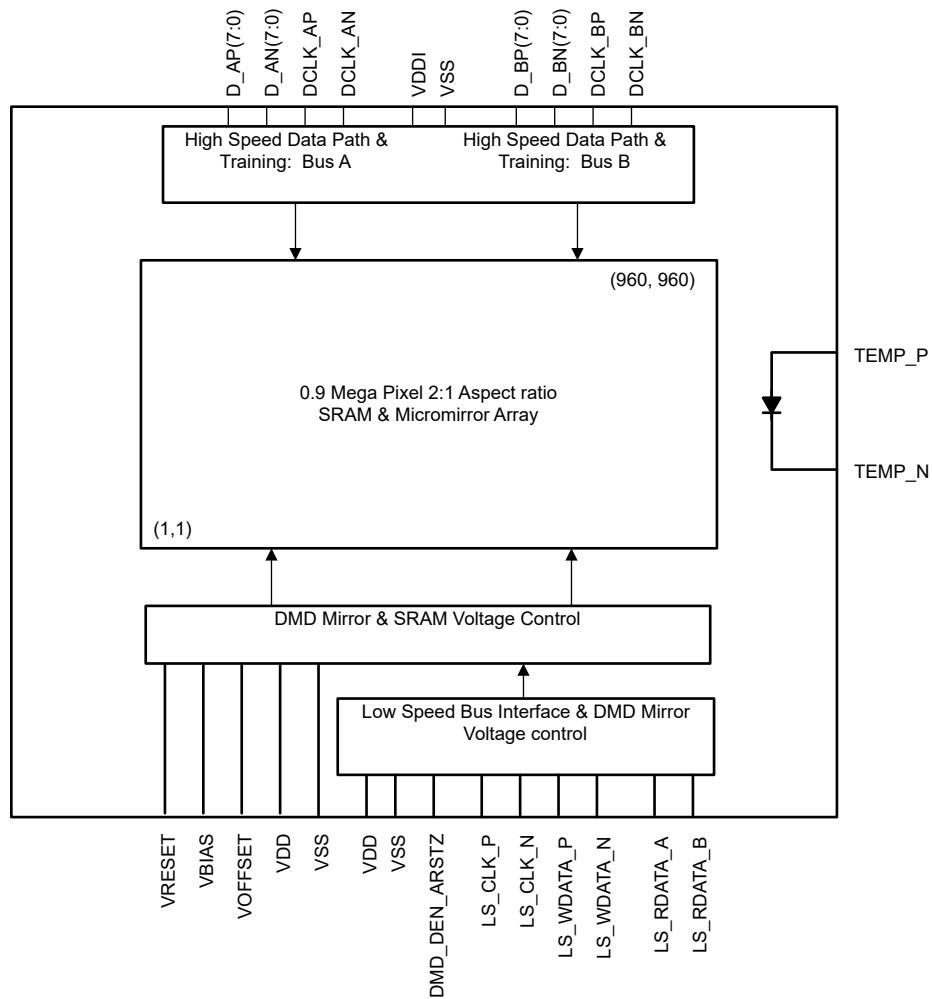 D_AP(7:0)
D_AN(7:0)
DCLK_AP
DCLK_AN
VDDI
VSS
D_BP(7:0)
D_BN(7:0)
DCLK_BP
DCLK_BN
High Speed Data Path &
Training: Bus A
High Speed Data Path &
Training: Bus B
(960, 960)
0.9 Mega Pixel 2:1 Aspect ratio
SRAM & Micromirror Array
(1,1)
TEMP_P
TEMP_N
DMD Mirror & SRAM Voltage Control
Low Speed Bus Interface & DMD Mirror
Voltage control
VRESET
VBIAS
VOFFSET
VDD
VSS
VDD
VSS
DMD_DEN_ARSTZ
LS_CLK_P
LS_CLK_N
LS_WDATA_P
LS_WDATA_N
LS_RDATA_A
LS_RDATA_B